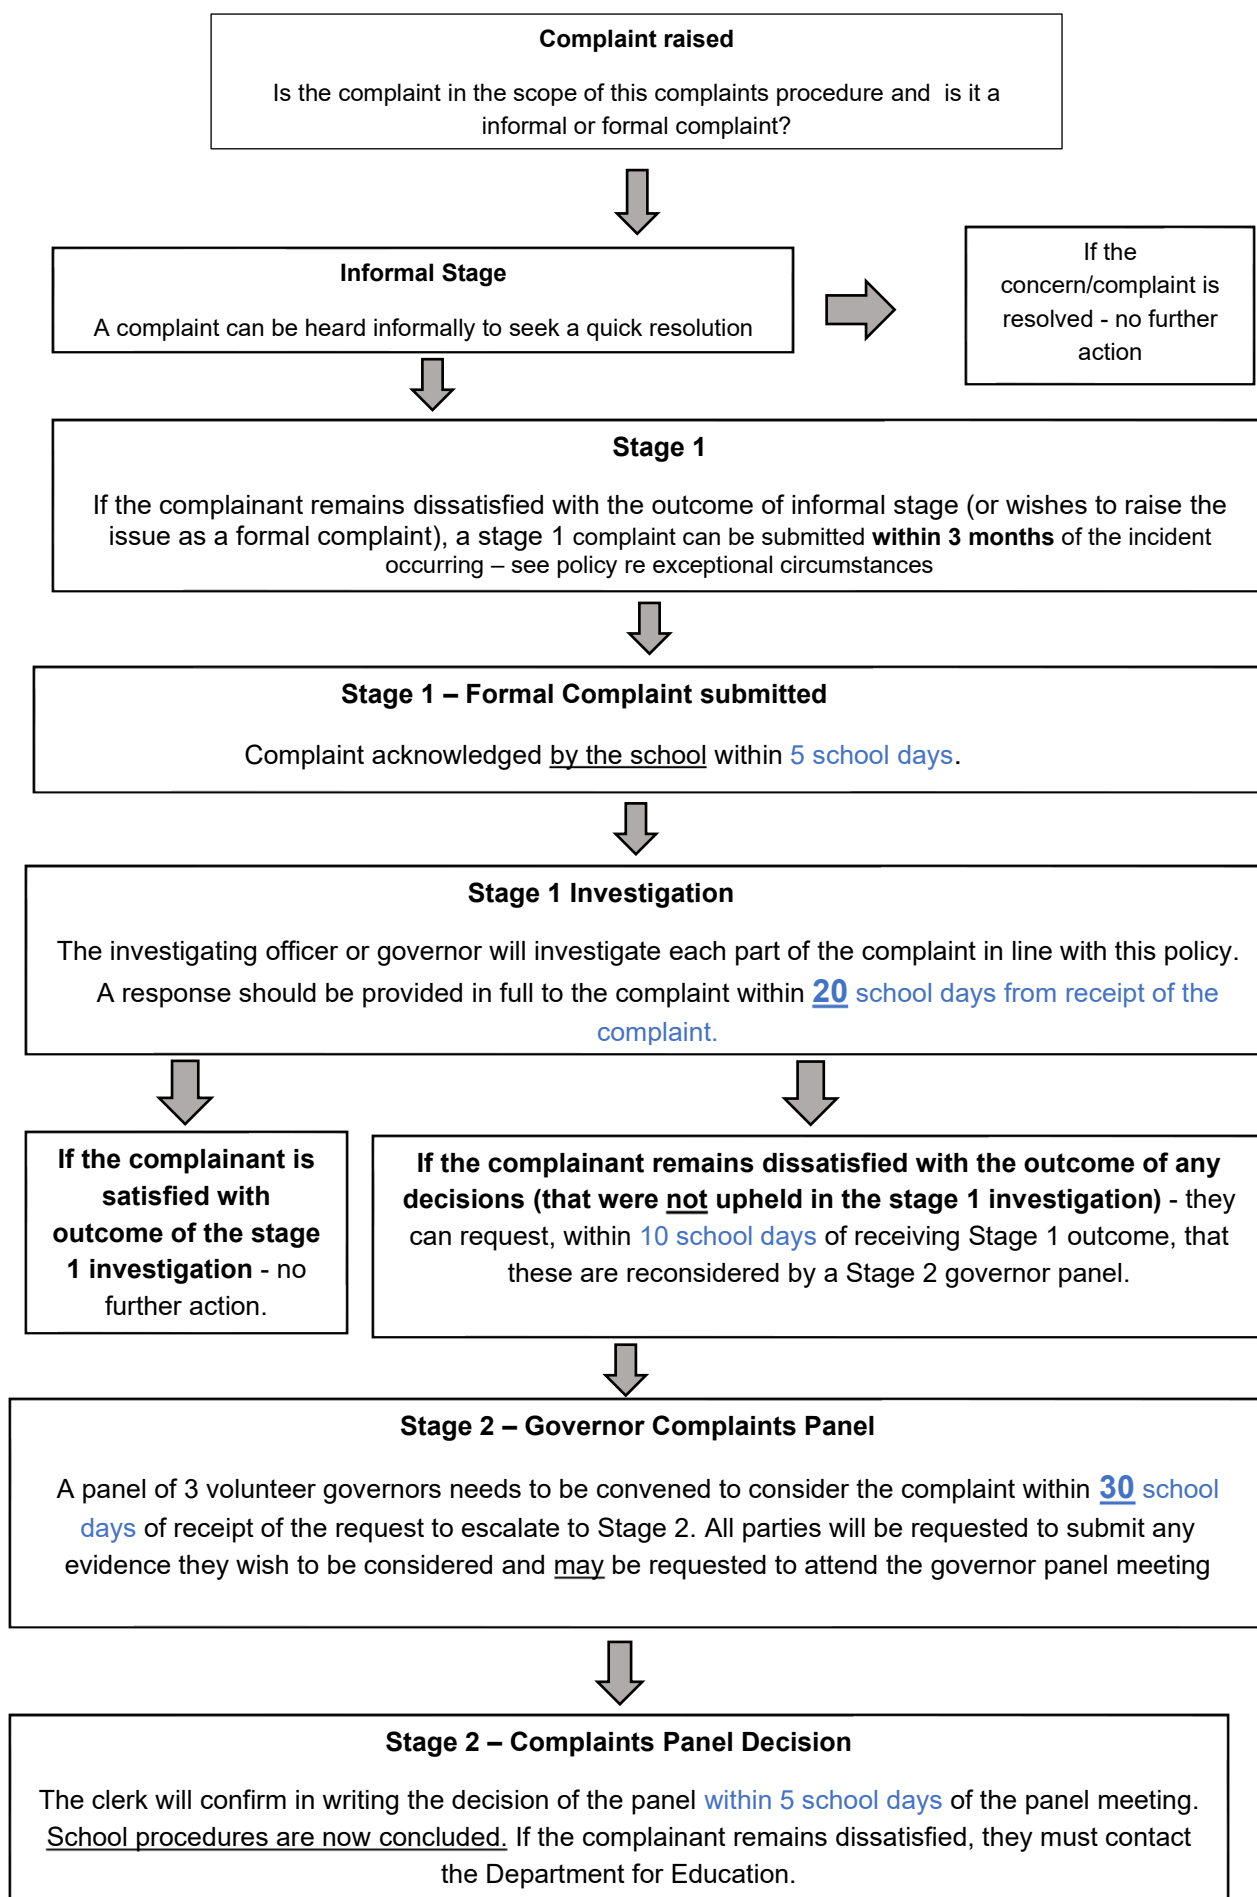 Complaint raised
Is the complaint in the scope of this complaints procedure and is it a
informal or formal complaint?
Informal Stage
A complaint can be heard informally to seek a quick resolution
If the
concern/complaint is
resolved - no further
action
Stage 1
If the complainant remains dissatisfied with the outcome of informal stage (or wishes to raise the
issue as a formal complaint), a stage 1 complaint can be submitted within 3 months of the incident
occurring – see policy re exceptional circumstances
Stage 1 – Formal Complaint submitted
Complaint acknowledged by the school within 5 school days.
Stage 1 Investigation
The investigating officer or governor will investigate each part of the complaint in line with this policy.
A response should be provided in full to the complaint within 20 school days from receipt of the
complaint.
If the complainant is
satisfied with
outcome of the stage
1 investigation - no
further action.
If the complainant remains dissatisfied with the outcome of any
decisions (that were not upheld in the stage 1 investigation) - they
can request, within 10 school days of receiving Stage 1 outcome, that
these are reconsidered by a Stage 2 governor panel.
Stage 2 – Governor Complaints Panel
A panel of 3 volunteer governors needs to be convened to consider the complaint within 30 school
days of receipt of the request to escalate to Stage 2. All parties will be requested to submit any
evidence they wish to be considered and may be requested to attend the governor panel meeting
Stage 2 – Complaints Panel Decision
The clerk will confirm in writing the decision of the panel within 5 school days of the panel meeting.
School procedures are now concluded. If the complainant remains dissatisfied, they must contact
the Department for Education.